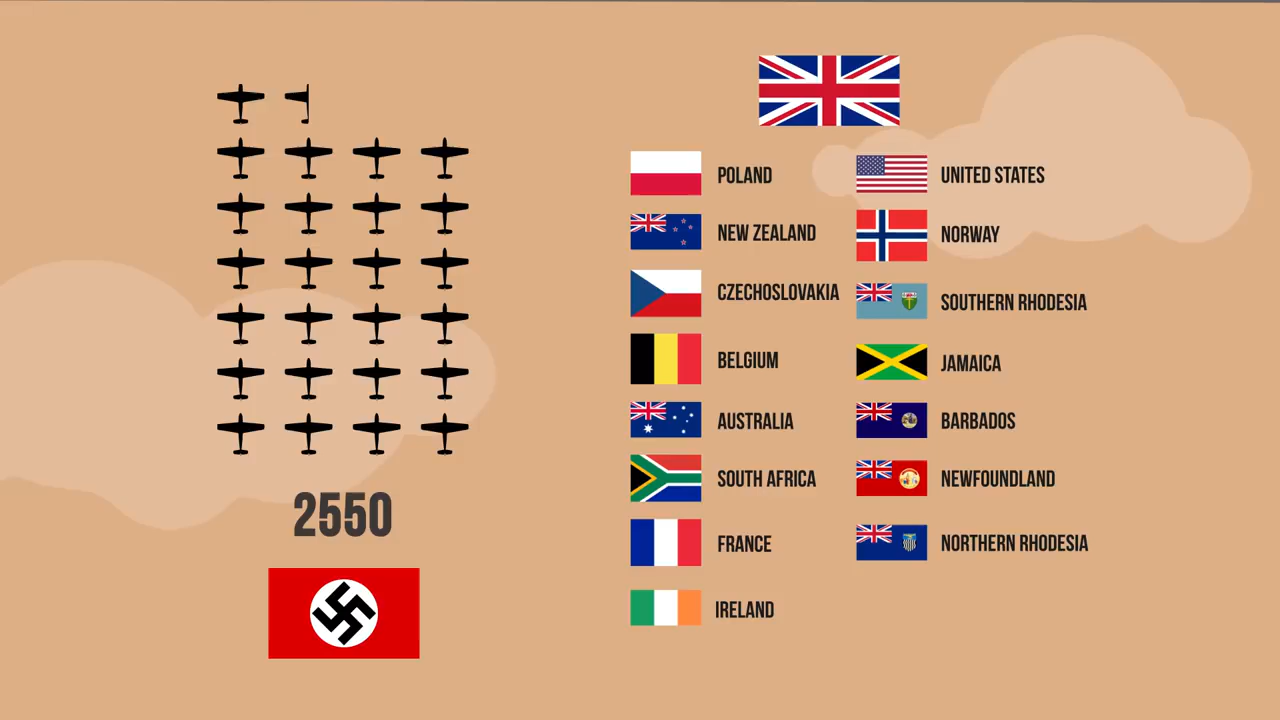 2550
POLAND
NEW ZEALAND
CZECHOSLOVAKIA
BELGIUM
AUSTRALIA
SOUTH AFRICA
FRANCE
IRELAND
UNITED STATES
NORWAY
SOUTHERN RHODESIA
JAMAICA
BARBADOS
NEWFOUNDLAND
NORTHERN RHODESIA